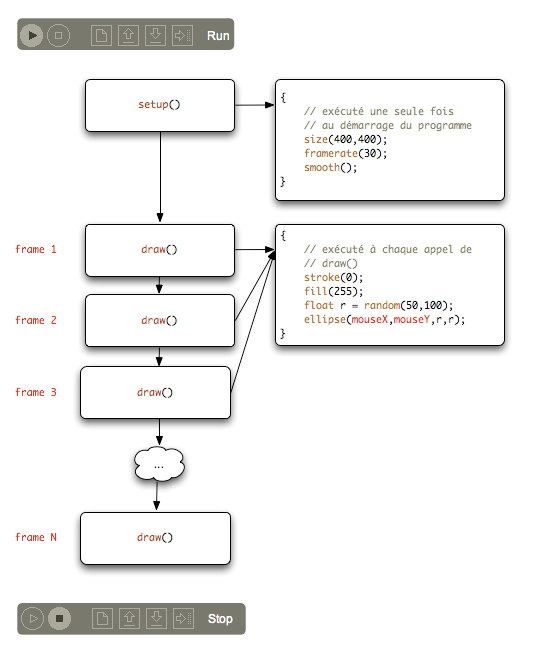 Run
setup()
{
// exécuté une seule fois
// au démarrage du programme
size(400,400);
framerate(30);
smooth();
}
frame 1
draw()
{
// exécuté à chaque appel de
// draw()
stroke(0);
fill(255);
float r = random(50,100);
ellipse(mouseX,mouseY,r,r);
}
frame 2
draw()
frame 3
draw()
...
frame N
draw()
Stop